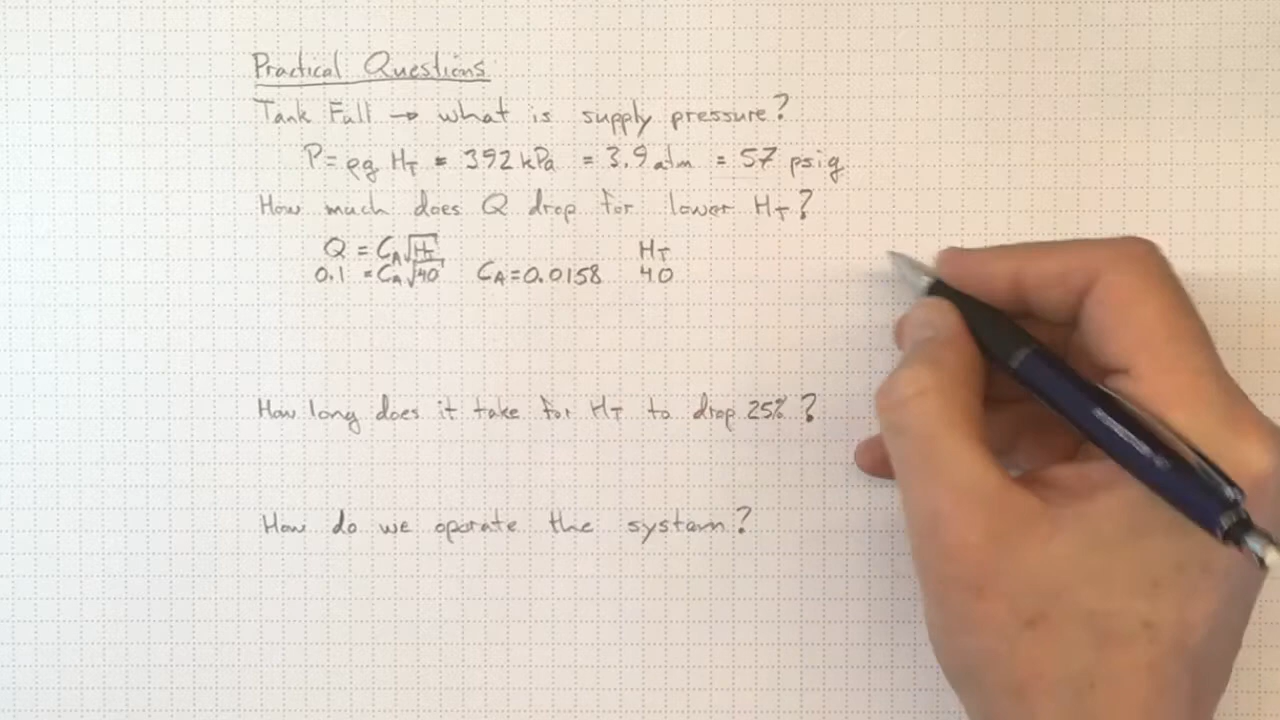 Practical Questions
Tank Full → what is supply pressure?
P = ρg H_T = 392 kPa = 3.9 atm = 57 psig
How much does Q drop for lower H_T?
Q = C_A√H_T H_T
0.1 = C_A√40 C_A = 0.0158 40
How long does it take for H_T to drop 25% ?
How do we operate the system?